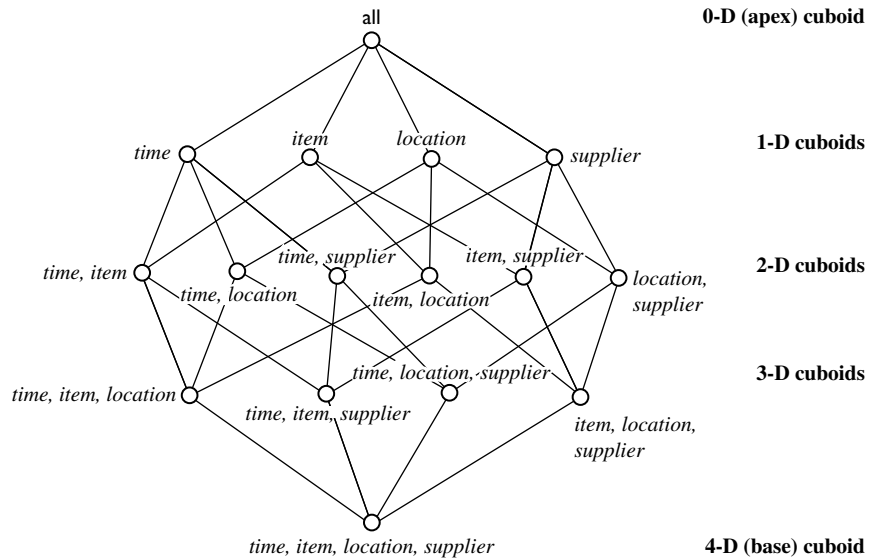 all
0-D (apex) cuboid
time
item
location
supplier
1-D cuboids
time, item
time, location
time, supplier
item, location
item, supplier
location,
supplier
2-D cuboids
time, item, location
time, item, supplier
time, location, supplier
item, location,
supplier
3-D cuboids
time, item, location, supplier
4-D (base) cuboid